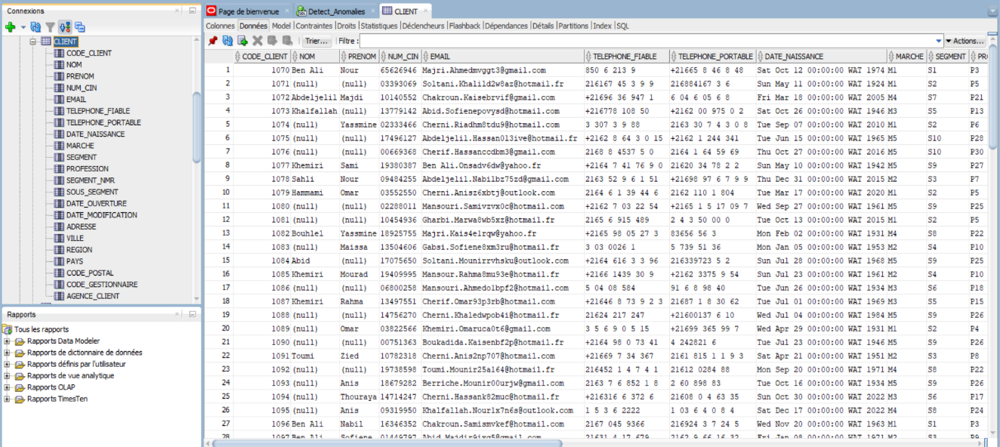 Connexions
CLIENT
CODE_CLIENT
NOM
PRENOM
NUM_CIN
EMAIL
TELEPHONE_FIABLE
TELEPHONE_PORTABLE
DATE_NAISSANCE
MARCHE
SEGMENT
PROFESSION
SEGMENT_NMR
SOUS_SEGMENT
DATE_OUVERTURE
DATE_MODIFICATION
ADRESSE
VILLE
REGION
PAYS
CODE_POSTAL
CODE_GESTIONNAIRE
AGENCE_CLIENT
Rapports
Tous les rapports
Rapports Data Modeler
Rapports de dictionnaire de données
Rapports définis par l'utilisateur
Rapports de vue analytique
Rapports OLAP
Rapports TimesTen
Page de bienvenue Detect_Anomalies CLIENT
Colonnes Données Model Contraintes Droits Statistiques Déclencheurs Flashback Dépendances Détails Partitions Index SQL
Trier... Filtre : Actions...
CODE_CLIENT NOM PRENOM NUM_CIN EMAIL TELEPHONE_FIABLE TELEPHONE_PORTABLE DATE_NAISSANCE MARCHE SEGMENT PR
1 1070 Ben Ali Nour 65626946 Majri.Ahmedmvggt3@gmail.com 850 6 213 9 +21665 8 46 8 48 Sat Oct 12 00:00:00 WAT 1974 M1 S1 P3
2 1071 (null) (null) 03393069 Soltani.Khalild2w8az@hotmail.fr 216167 45 3 9 9 216884167 3 6 Sun May 11 00:00:00 WAT 1924 M1 S2 P5
3 1072 Abdeljelil Majdi 10140552 Chakroun.Kaisebrvif@gmail.com +21696 36 947 1 6 04 6 05 6 8 Fri Mar 18 00:00:00 WAT 2005 M4 S7 P21
4 1073 Khalfallah (null) 13779142 Abid.Sofienepovysd@hotmail.com +216778 108 50 +2162 00 975 0 2 Sat Oct 26 00:00:00 WAT 1946 M3 S5 P13
5 1074 (null) Yassmine 02333466 Cherni.Riadhm8tdu9@hotmail.com 3 307 3 9 88 2163 30 7 4 3 0 8 Tue Sep 07 00:00:00 WAT 2010 M1 S2 P6
6 1075 (null) (null) 17496127 Abdeljelil.Hassan0l3ive@hotmail.fr +2162 8 64 3 0 15 +2162 1 244 341 Tue Jun 15 00:00:00 WAT 1965 M5 S10 P28
7 1076 (null) (null) 00669368 Cherif.Hassanccdbm3@gmail.com 2168 8 4537 5 0 2164 1 64 59 69 Thu Oct 27 00:00:00 WAT 2016 M5 S10 P30
8 1077 Khemiri Sami 19380387 Ben Ali.Onsadv6dw@yahoo.fr +2164 7 41 76 9 0 21620 34 78 2 2 Sun May 10 00:00:00 WAT 1942 M5 S9 P27
9 1078 Sahli Nour 09484255 Abdeljelil.Nabilbz75zd@gmail.com 2163 52 9 6 1 51 +21698 97 6 7 9 9 Thu Dec 31 00:00:00 WAT 2015 M2 S3 P7
10 1079 Hammami Omar 03552550 Cherni.Anisz6xbtj@outlook.com 2164 6 1 39 44 6 2162 110 1 804 Tue Mar 17 00:00:00 WAT 2020 M1 S2 P5
11 1080 (null) (null) 02288011 Mansouri.Samivzvx0c@hotmail.com +2162 7 03 22 54 +2165 1 5 17 09 7 Wed Sep 27 00:00:00 WAT 1961 M5 S9 P25
12 1081 (null) (null) 10454936 Gharbi.Marwa8wb5xz@hotmail.fr 2165 6 915 489 2 4 3 50 00 0 Tue Oct 13 00:00:00 WAT 2015 M1 S2 P5
13 1082 Bouhlel Yassmine 18925755 Majri.Kais4elrqw@yahoo.fr +2165 98 05 27 3 83656 56 3 Mon Feb 02 00:00:00 WAT 1931 M4 S8 P22
14 1083 (null) Maissa 13504606 Gabsi.Sofiene8xm3ru@hotmail.fr 3 03 0026 1 5 739 51 36 Mon Jan 05 00:00:00 WAT 1953 M2 S4 P10
15 1084 Abid (null) 17075650 Soltani.Mounirrvhsku@outlook.com +2164 616 3 3 96 216339723 5 2 Sun Jul 28 00:00:00 WAT 1968 M5 S9 P25
16 1085 Khemiri Mourad 19409995 Mansour.Rahma8mu93e@hotmail.fr +2166 1439 30 9 +2162 3375 9 54 Sun Jul 23 00:00:00 WAT 1961 M2 S4 P10
17 1086 (null) (null) 06800258 Mansouri.Ahmedolbpf2@hotmail.com 5 04 08 584 91 6 8 98 40 Tue Jun 26 00:00:00 WAT 1934 M3 S6 P18
18 1087 Khemiri Rahma 13497551 Cherif.Omar93p3rb@hotmail.com +21646 8 73 9 2 3 21687 1 8 30 62 Tue Jul 01 00:00:00 WAT 1969 M3 S5 P15
19 1088 (null) (null) 14756270 Cherni.Khaledwpob4i@hotmail.fr 21624 217 247 +21600137 6 10 Wed Jul 04 00:00:00 WAT 1984 M5 S9 P26
20 1089 (null) Omar 03822566 Khemiri.Omaruca0t6@gmail.com 3 5 6 9 0 5 15 +21699 365 99 7 Wed Apr 29 00:00:00 WAT 1931 M1 S2 P4
21 1090 (null) (null) 00751363 Boukadida.Kaisenbf2p@hotmail.fr +2164 98 0 73 41 4 242821 6 Tue Jul 23 00:00:00 WAT 1946 M5 S9 P26
22 1091 Toumi Zied 10782318 Cherni.Anis2np707@hotmail.com +21669 7 34 367 2161 815 1 1 9 3 Sat Apr 21 00:00:00 WAT 1951 M2 S3 P8
23 1092 (null) (null) 19738598 Toumi.Mounir25al64@hotmail.fr 216452 1 4 7 4 1 21612 0284 88 Mon Sep 20 00:00:00 WAT 1971 M4 S8 P22
24 1093 (null) Anis 18679282 Berriche.Mounir00urjw@gmail.com 2163 7 6 852 1 8 2 60 898 83 Tue Oct 16 00:00:00 WAT 1934 M5 S9 P26
25 1094 (null) Thouraya 14714247 Cherni.Hassank82muc@hotmail.fr +216316 6 372 6 21608 0 4 63 35 Sun Oct 30 00:00:00 WAT 2022 M3 S6 P17
26 1095 (null) Anis 09319950 Khalfallah.Nourlx7n6s@outlook.com 1 5 3 6 2222 1 03 6 4 0 8 4 Sat Dec 17 00:00:00 WAT 2022 M4 S8 P24
27 1096 Ben Ali Nabil 16346352 Chakroun.Samismvkef@hotmail.com 2167 045 9366 216924 3 7 24 5 Wed Nov 20 00:00:00 WAT 1963 M1 S1 P3
28 1097 Ben Ali Sofiene 01449797